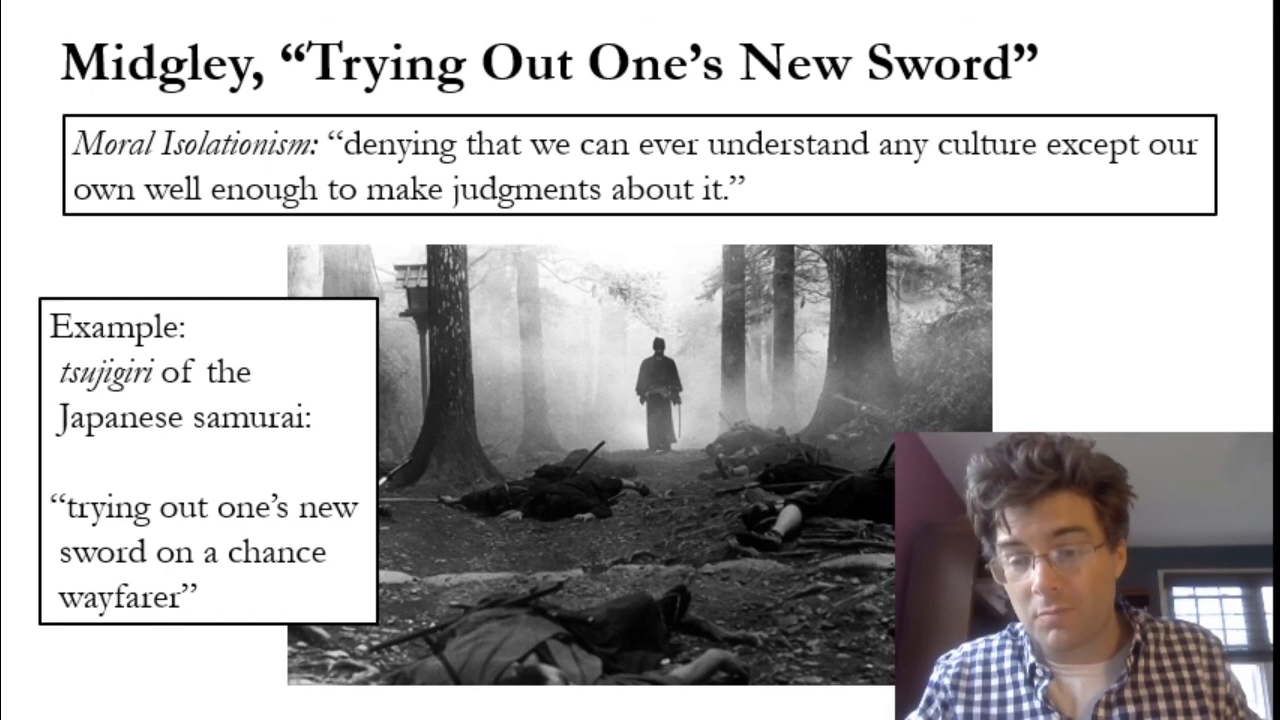 Midgley, “Trying Out One’s New Sword”
Moral Isolationism: “denying that we can ever understand any culture except our
own well enough to make judgments about it.”
Example:
tsujigiri of the
Japanese samurai:
“trying out one’s new
sword on a chance
wayfarer”